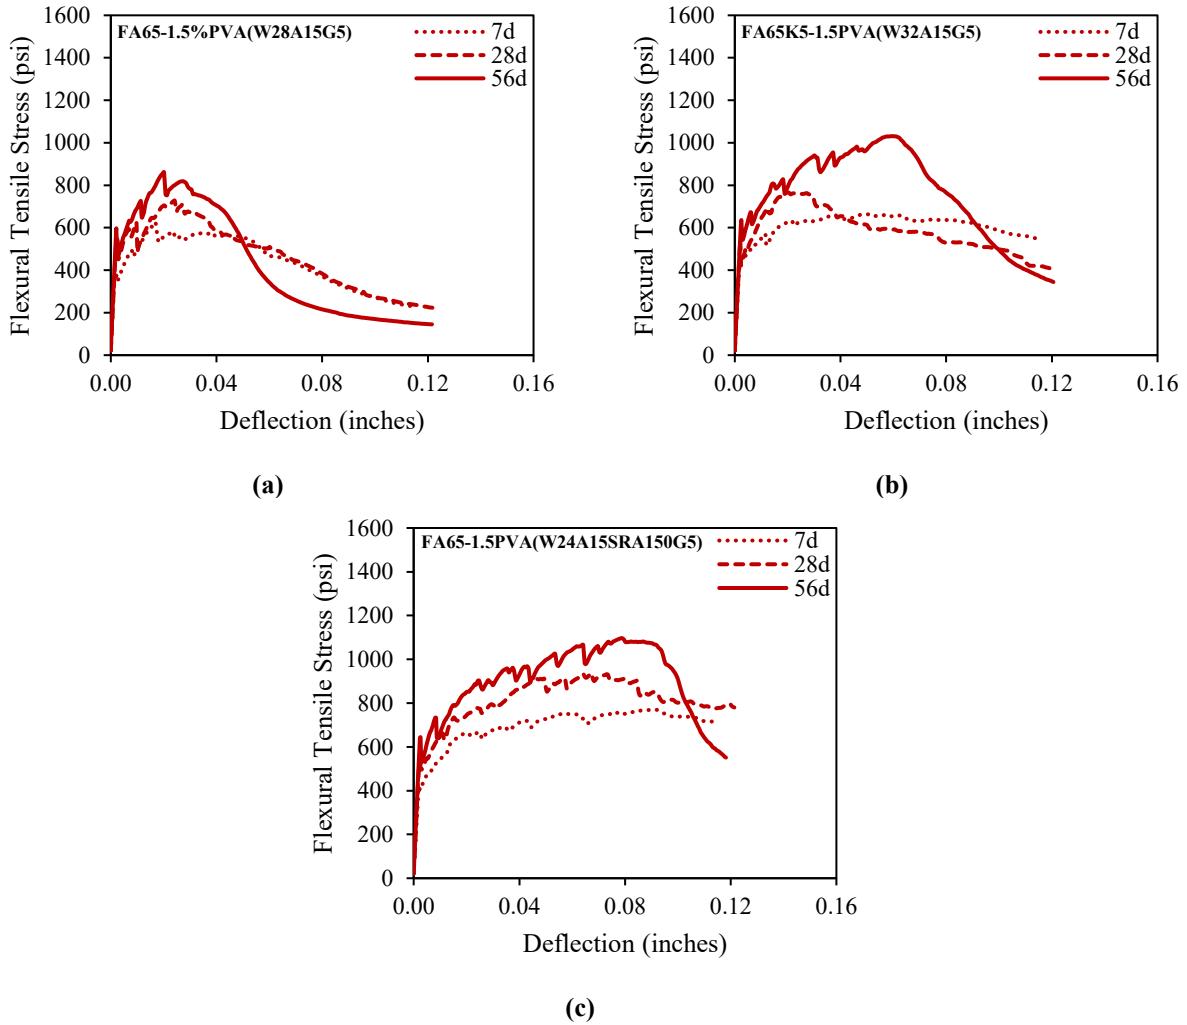 FA65-1.5%PVA(W28A15G5)
7d
28d
56d
1600
1400
1200
1000
800
600
400
200
0
Flexural Tensile Stress (psi)
0.00 0.04 0.08 0.12 0.16
Deflection (inches)
(a)
FA65K5-1.5PVA(W32A15G5)
7d
28d
56d
1600
1400
1200
1000
800
600
400
200
0
Flexural Tensile Stress (psi)
0.00 0.04 0.08 0.12 0.16
Deflection (inches)
(b)
FA65-1.5PVA(W24A15SRA150G5)
7d
28d
56d
1600
1400
1200
1000
800
600
400
200
0
Flexural Tensile Stress (psi)
0.00 0.04 0.08 0.12 0.16
Deflection (inches)
(c)